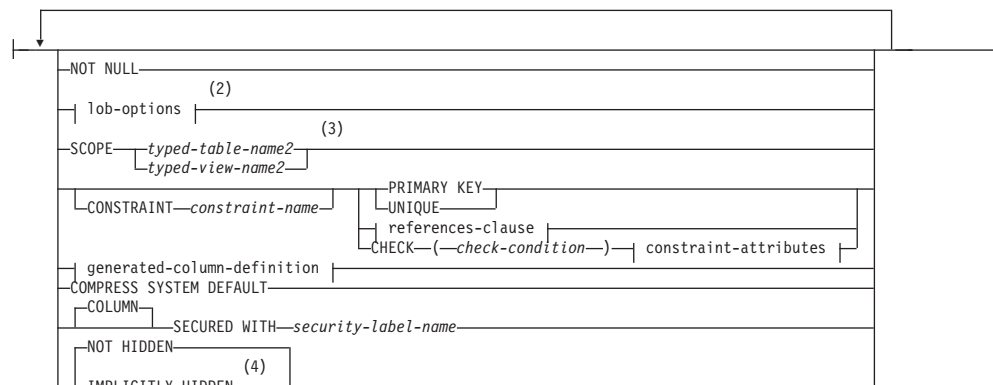 NOT NULL
(2)
lob-options
(3)
SCOPE typed-table-name2
typed-view-name2
PRIMARY KEY
CONSTRAINT constraint-name UNIQUE
references-clause
CHECK ( check-condition ) constraint-attributes
generated-column-definition
COMPRESS SYSTEM DEFAULT
COLUMN
SECURED WITH security-label-name
NOT HIDDEN
(4)
IMPLICITLY HIDDEN